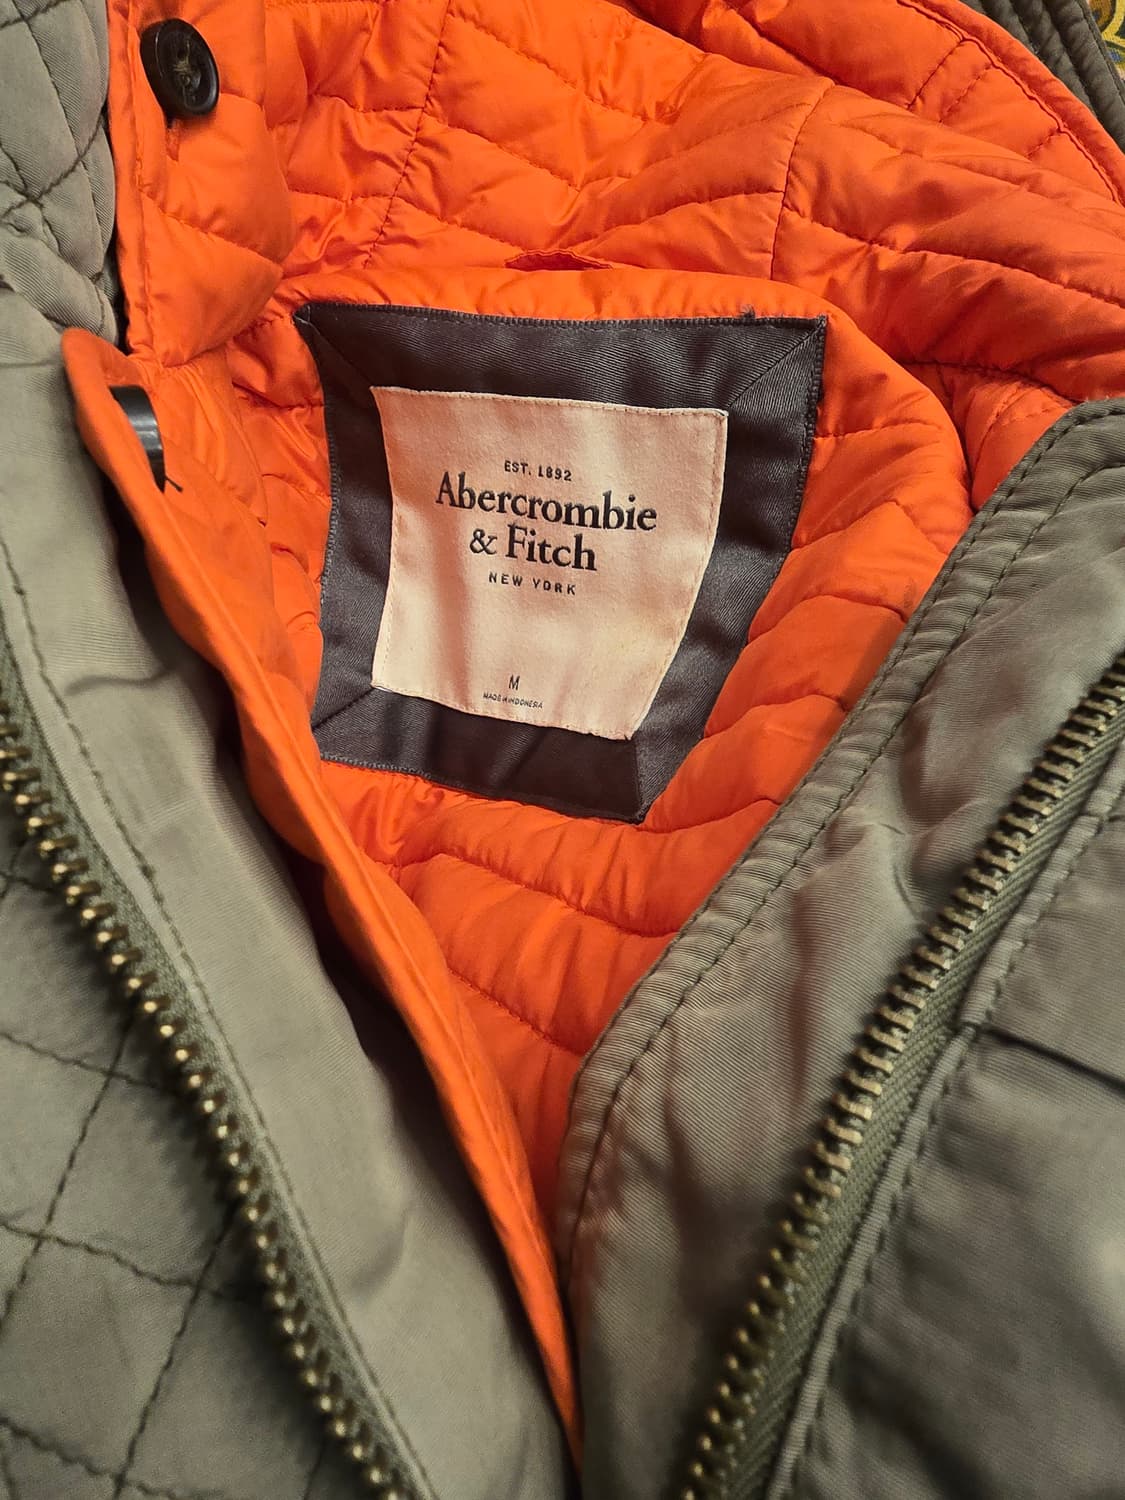 EST. 1892
Abercrombie
& Fitch
NEW YORK
M
MADE IN INDONESIA